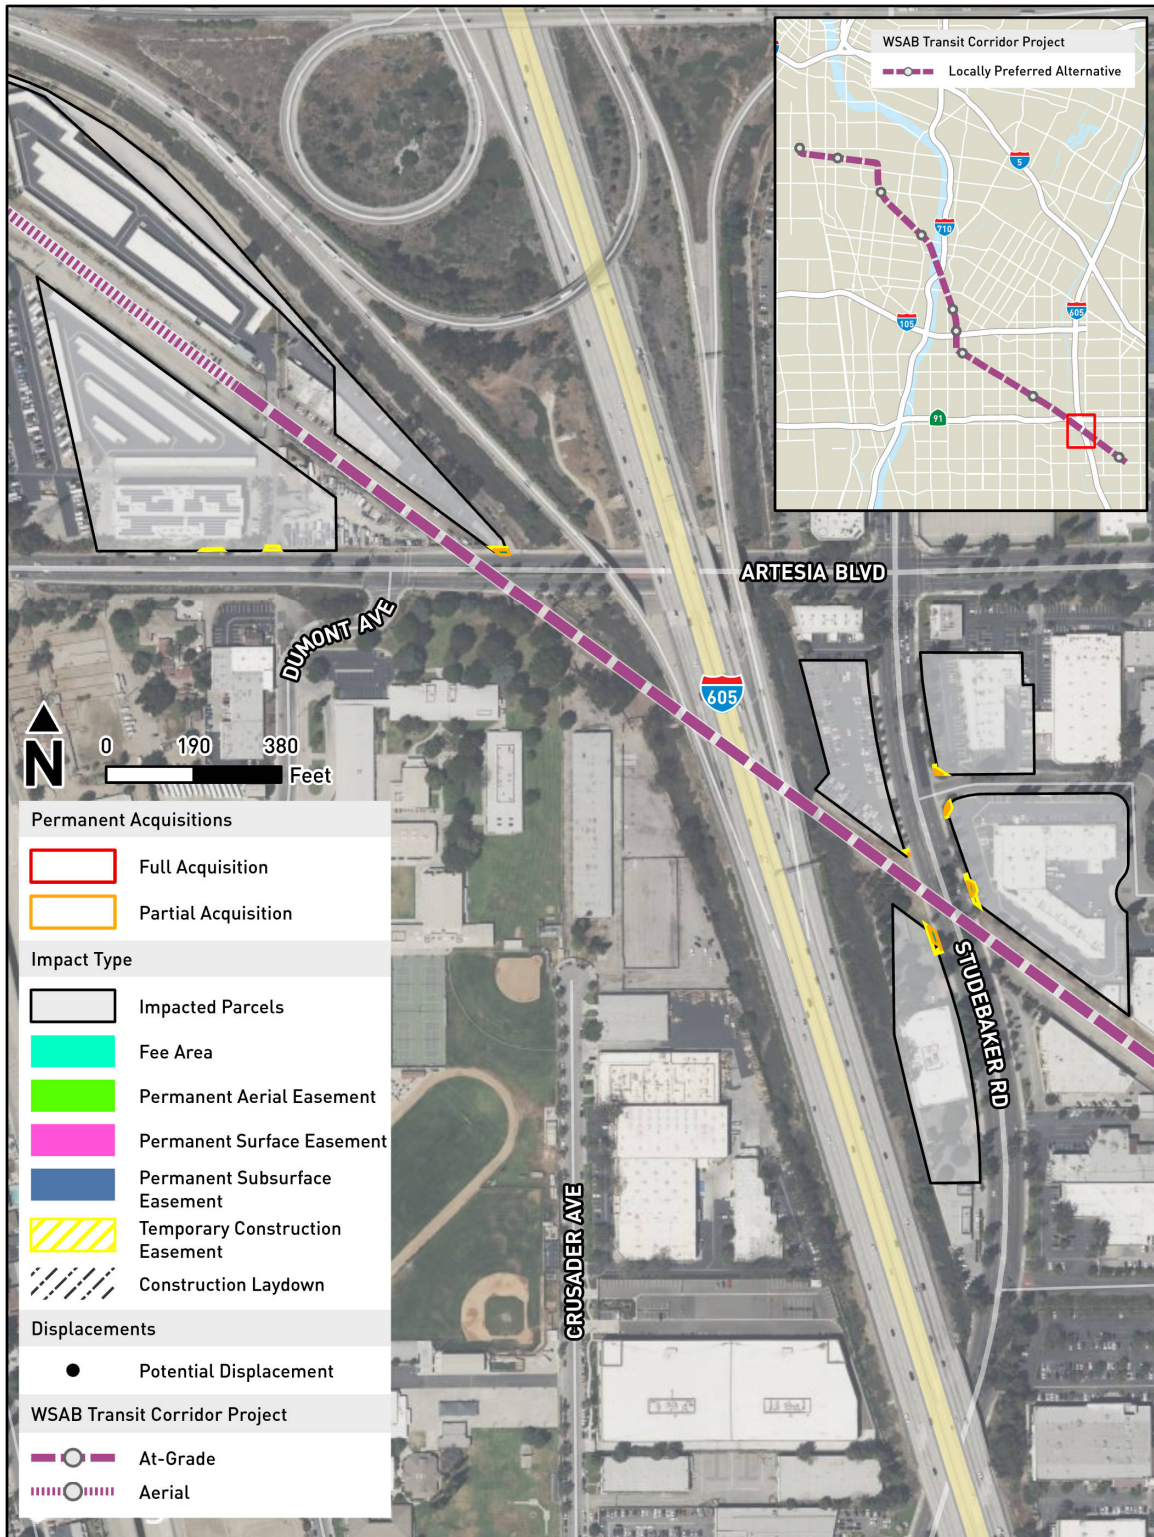 WSAB Transit Corridor Project
Locally Preferred Alternative
5
710
105
605
91
ARTESIA BLVD
DUMONT AVE
605
N
0 190 380
Feet
STUDEBAKER RD
CRUSADER AVE
Permanent Acquisitions
Full Acquisition
Partial Acquisition
Impact Type
Impacted Parcels
Fee Area
Permanent Aerial Easement
Permanent Surface Easement
Permanent Subsurface
Easement
Temporary Construction
Easement
Construction Laydown
Displacements
Potential Displacement
WSAB Transit Corridor Project
At-Grade
Aerial